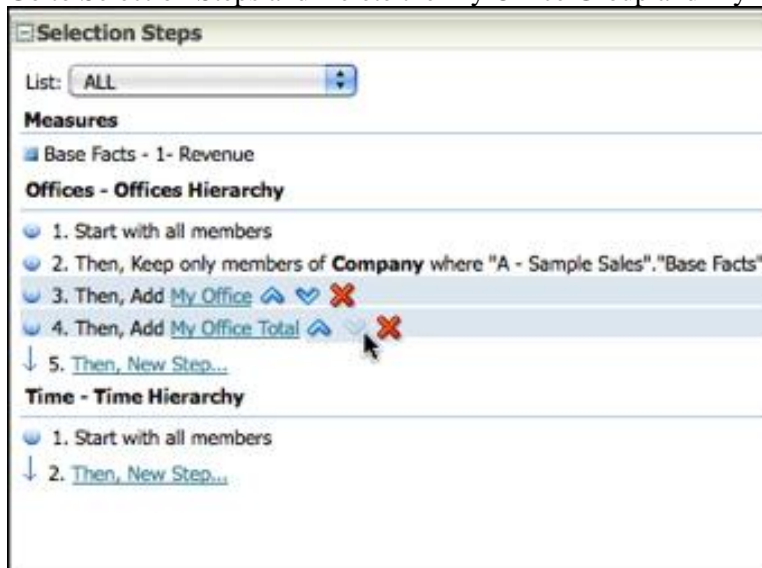 Selection Steps
List: ALL
Measures
Base Facts - 1- Revenue
Offices - Offices Hierarchy
1. Start with all members
2. Then, Keep only members of Company where "A - Sample Sales"."Base Facts"
3. Then, Add My Office
4. Then, Add My Office Total
5. Then, New Step...
Time - Time Hierarchy
1. Start with all members
2. Then, New Step...